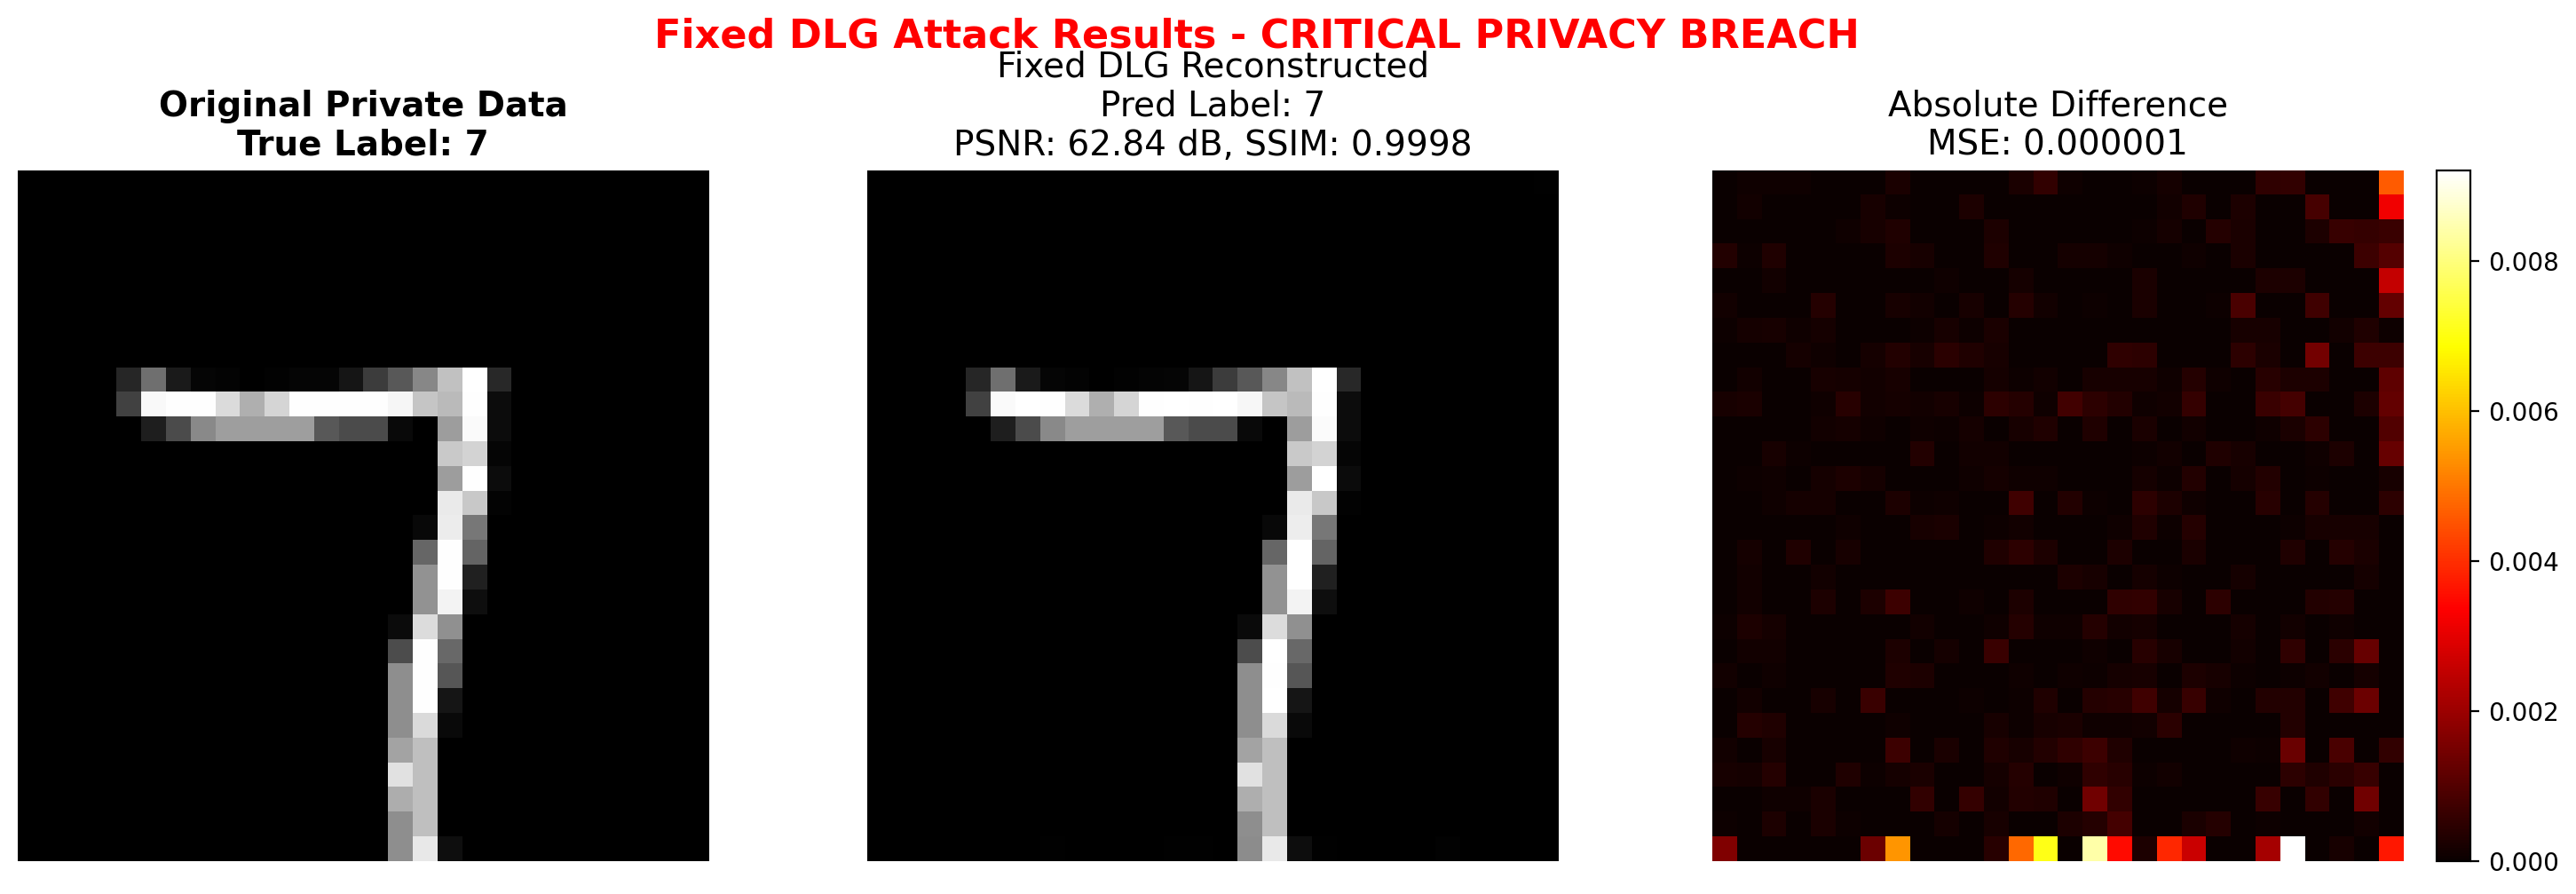 Fixed DLG Attack Results - CRITICAL PRIVACY BREACH
Original Private Data
True Label: 7
Fixed DLG Reconstructed
Pred Label: 7
PSNR: 62.84 dB, SSIM: 0.9998
Absolute Difference
MSE: 0.000001
0.008
0.006
0.004
0.002
0.000